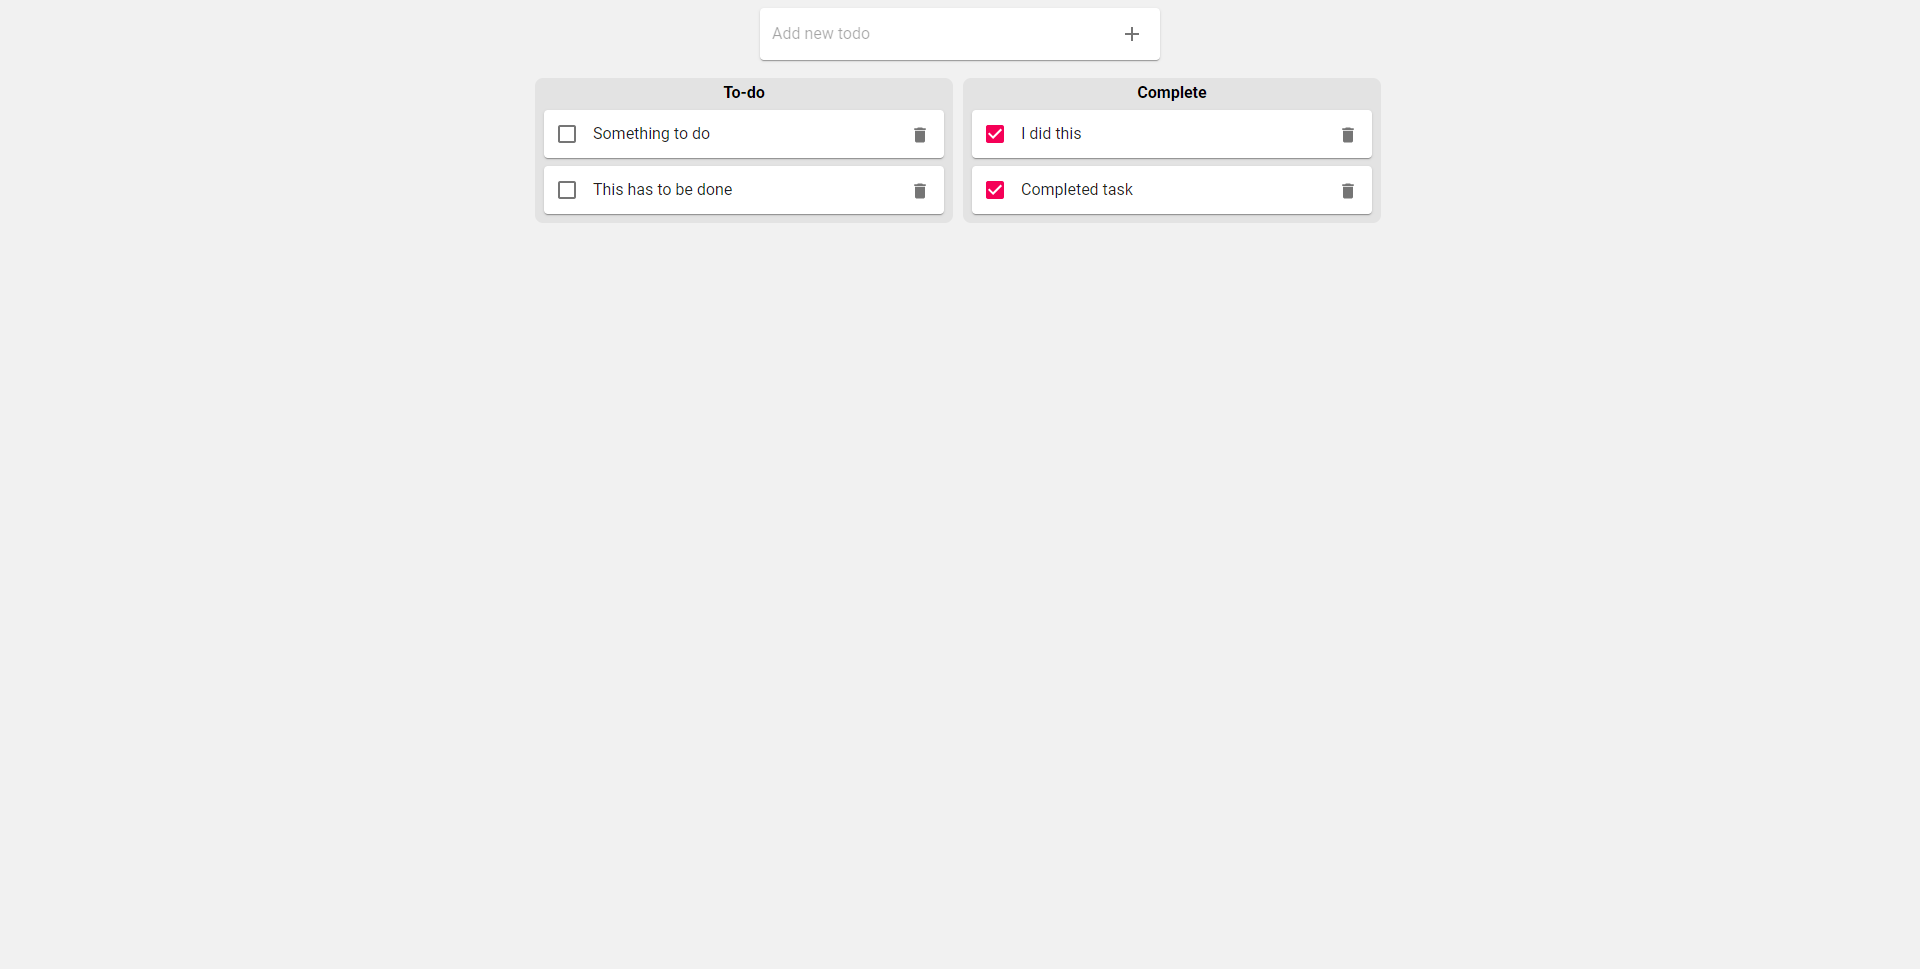 Add new todo
To-do
Something to do
This has to be done
Complete
I did this
Completed task